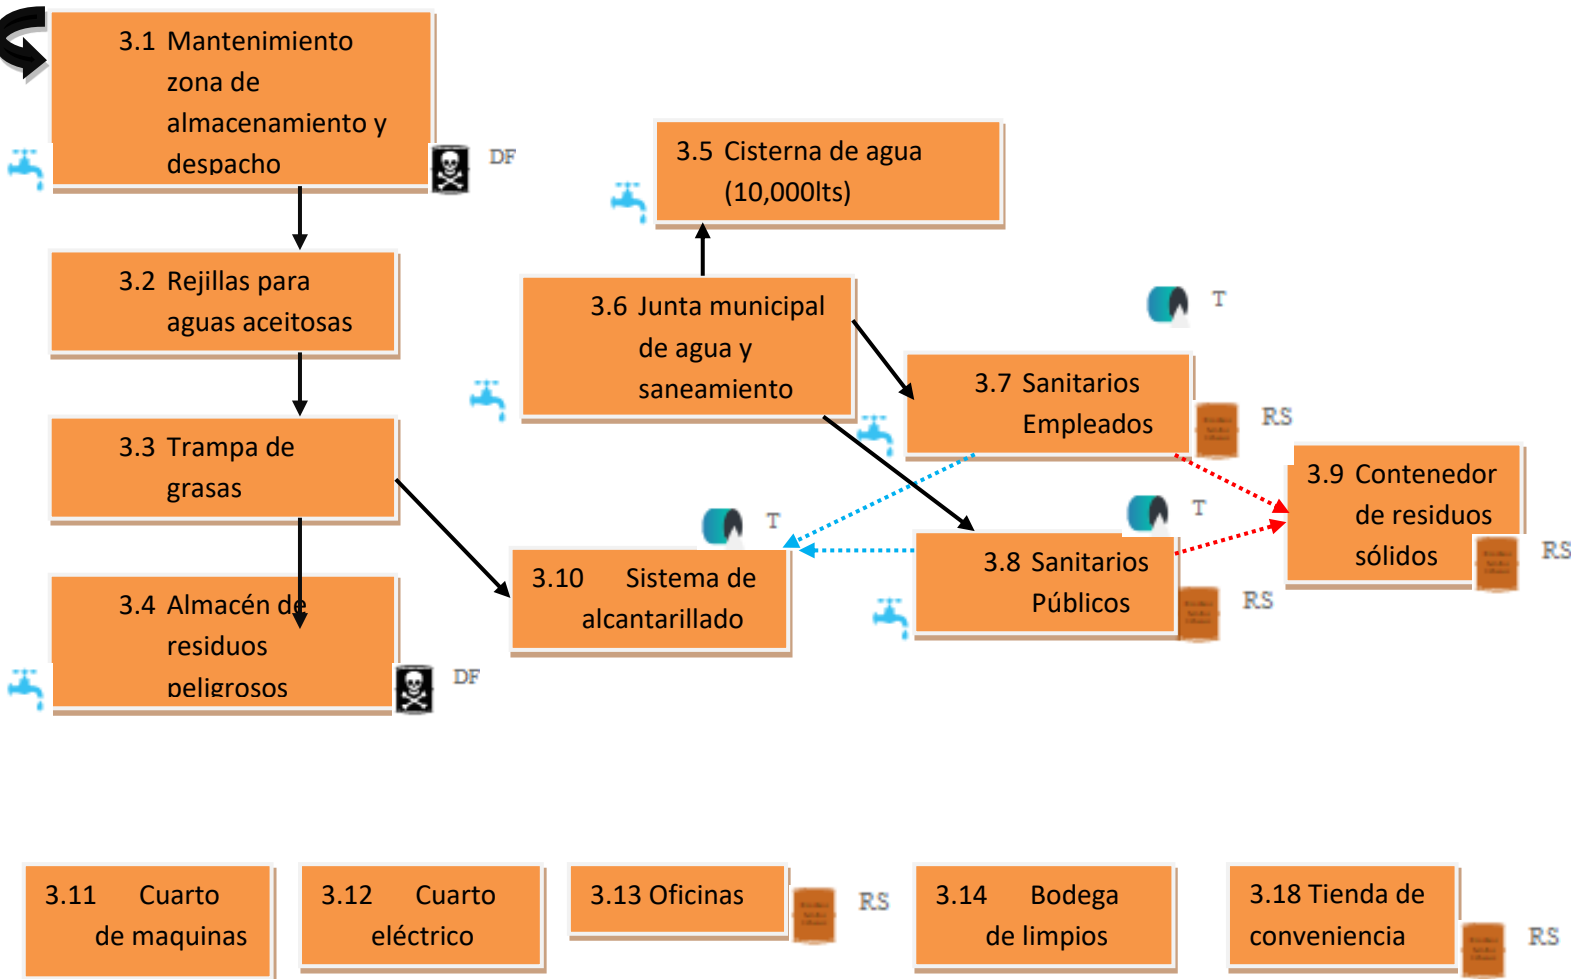 3.1 Mantenimiento
zona de
almacenamiento y
despacho
DF
3.2 Rejillas para
aguas aceitosas
3.3 Trampa de
grasas
3.4 Almacén de
residuos
peligrosos
DF
3.5 Cisterna de agua
(10,000lts)
3.6 Junta municipal
de agua y
saneamiento
T
3.7 Sanitarios
Empleados
RS
T
3.8 Sanitarios
Públicos
RS
3.9 Contenedor
de residuos
sólidos
RS
T
3.10 Sistema de
alcantarillado
3.11 Cuarto
de maquinas
3.12 Cuarto
eléctrico
3.13 Oficinas
RS
3.14 Bodega
de limpios
3.18 Tienda de
conveniencia
RS